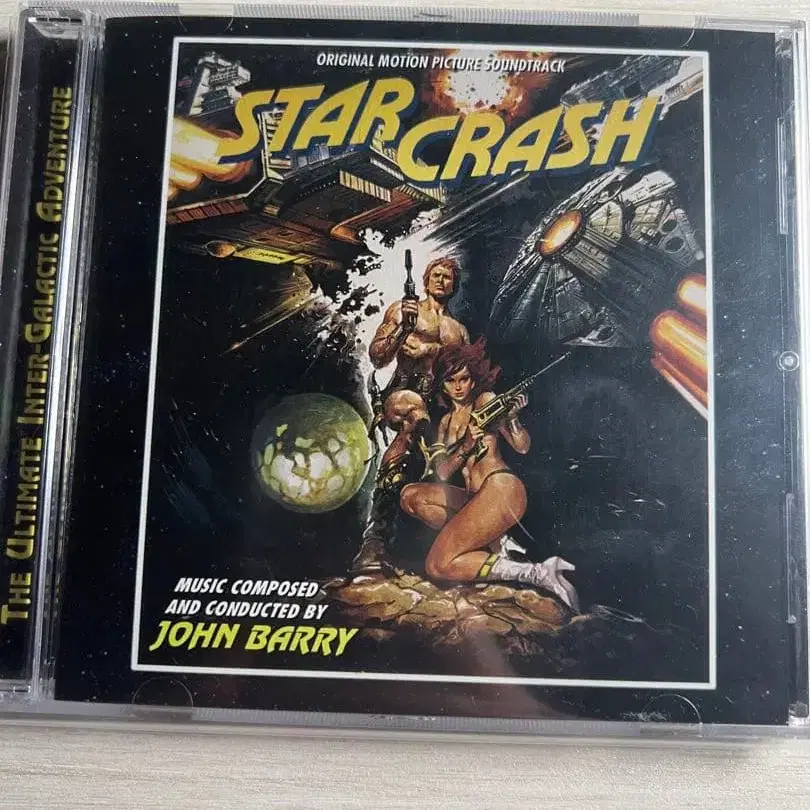 THE ULTIMATE INTER-GALACTIC ADVENTURE
ORIGINAL MOTION PICTURE SOUNDTRACK
STAR
CRASH
MUSIC COMPOSED
AND CONDUCTED BY
JOHN BARRY